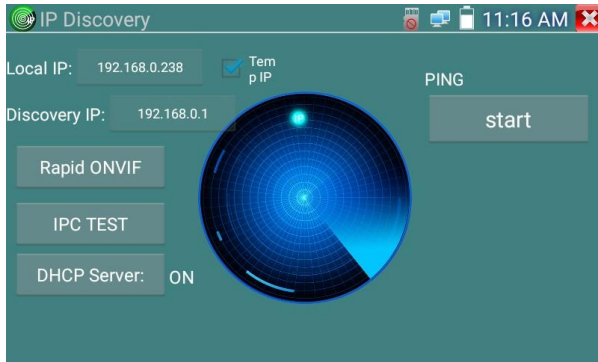 IP Discovery
11:16 AM
Local IP:
192.168.0.238
Tem
p IP
PING
Discovery IP:
192.168.0.1
start
IP
Rapid ONVIF
IPC TEST
DHCP Server:
ON